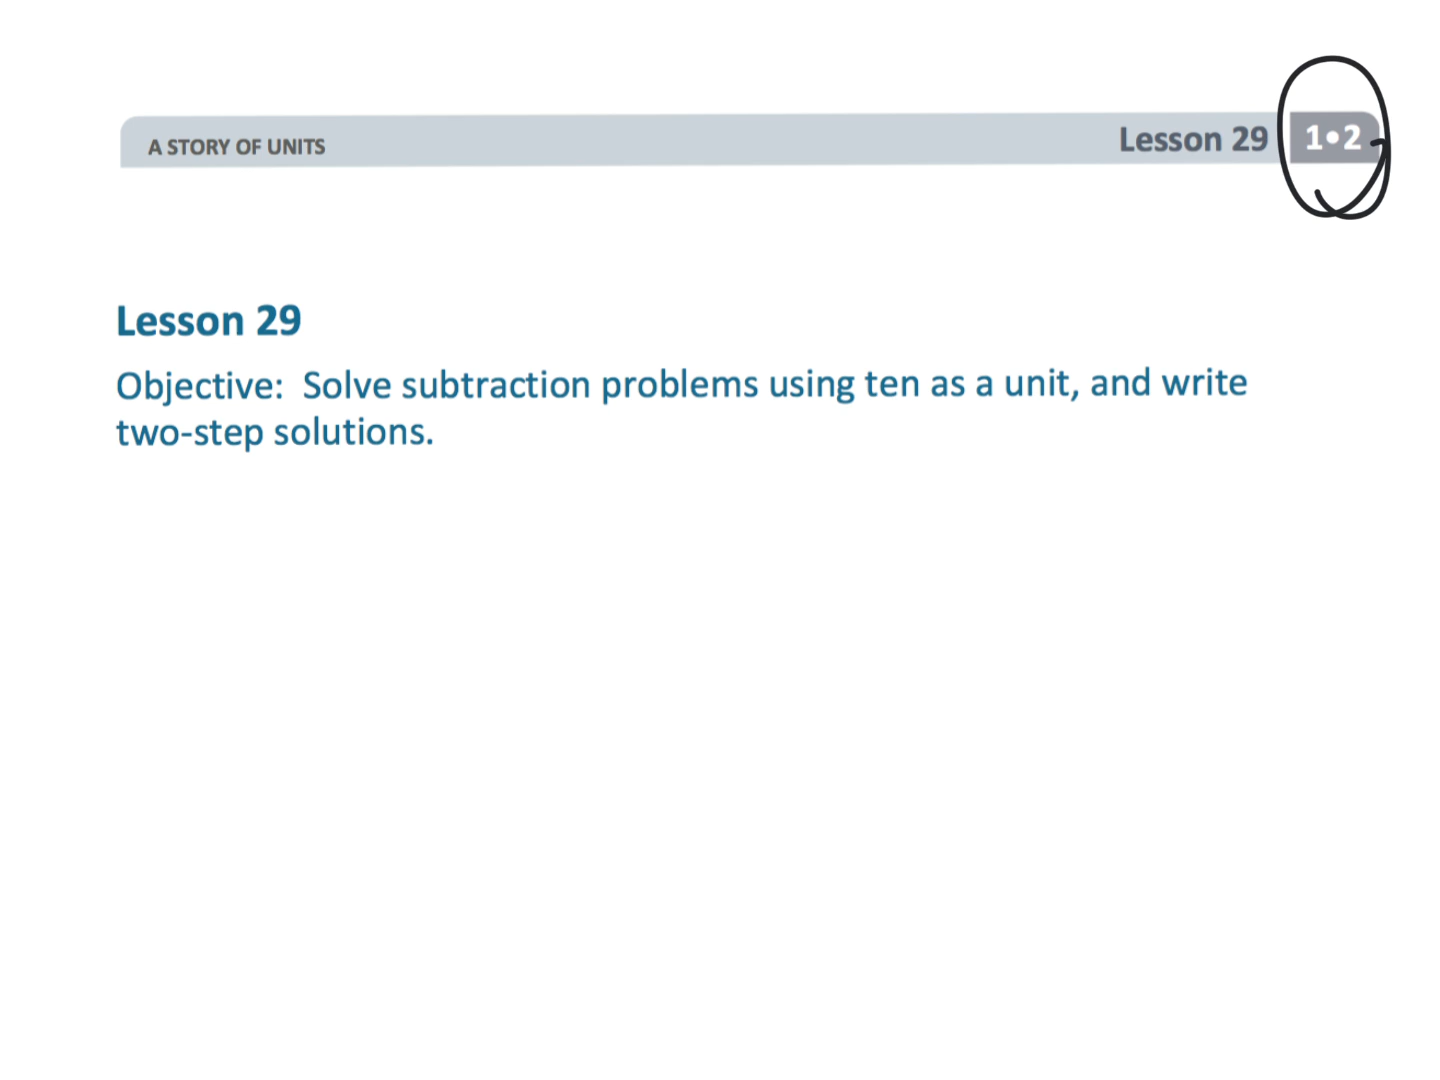 A STORY OF UNITS
Lesson 29
1•2
Lesson 29
Objective:  Solve subtraction problems using ten as a unit, and write
two-step solutions.